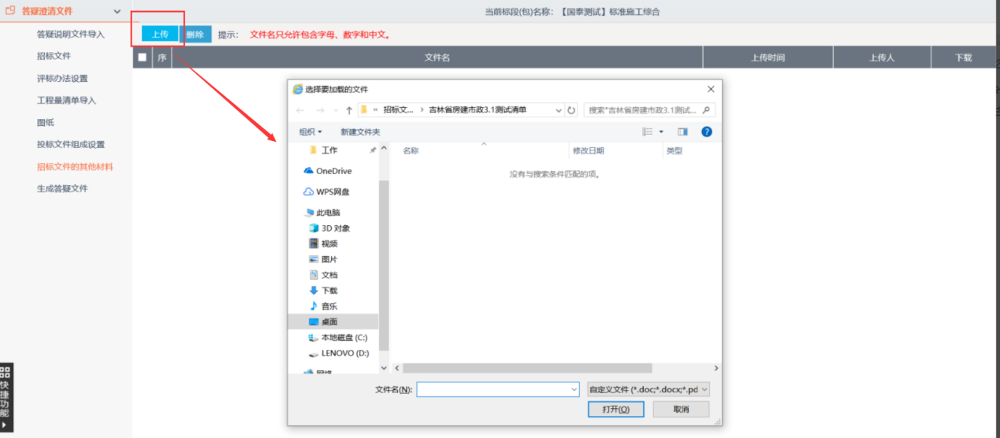 答疑澄清文件
当前标段(包)名称： 【国泰测试】标准施工综合
答疑说明文件导入
招标文件
评标办法设置
工程量清单导入
图纸
投标文件组成设置
招标文件的其他材料
生成答疑文件
快捷功能
上传 删除 提示： 文件名只允许包含字母、数字和中文。
序 文件名 上传时间 上传人 下载
选择要加载的文件
« 招标文... › 吉林省房建市政3.1测试清单
搜索"吉林省房建市政3.1测试...
组织 新建文件夹
工作
OneDrive
WPS网盘
此电脑
3D 对象
视频
图片
文档
下载
音乐
桌面
本地磁盘 (C:)
LENOVO (D:)
网络
名称 修改日期 类型
没有与搜索条件匹配的项。
文件名(N): 自定义文件 (*.doc;*.docx;*.pd
打开(O) 取消